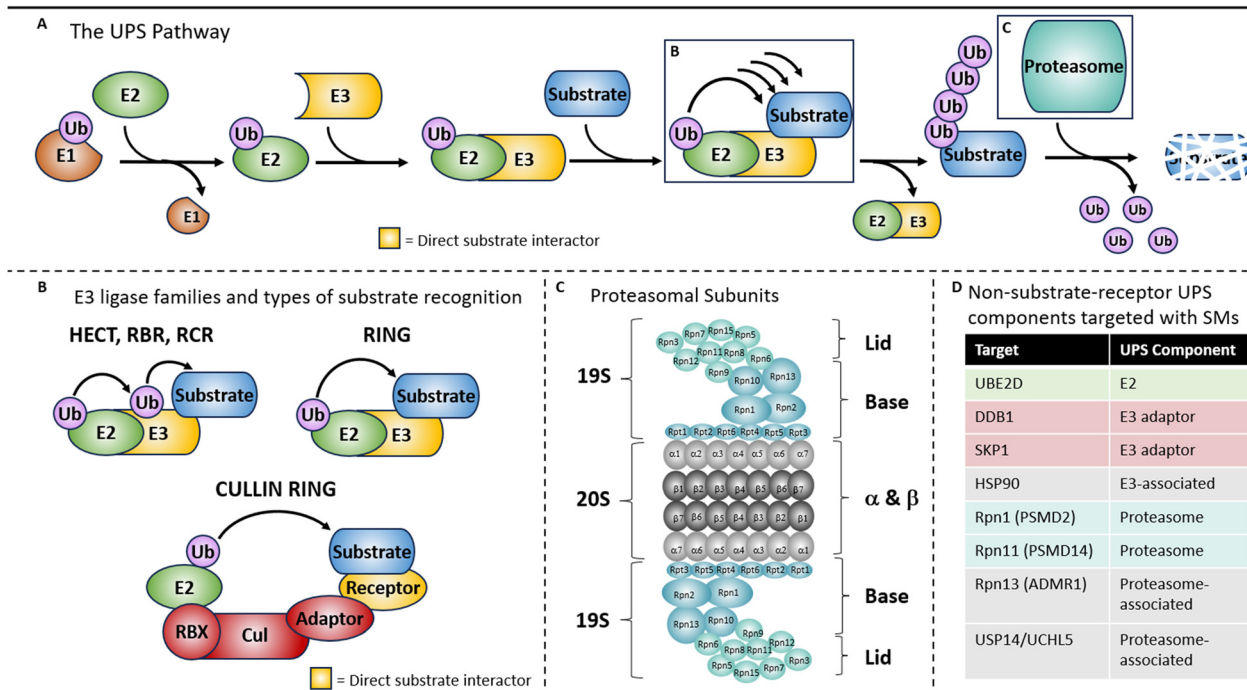 A The UPS Pathway
E2
Ub
E1
E1
Ub
E2
E3
Ub
E2
E3
Substrate
B
Ub
E2
E3
Substrate
E2
E3
Ub
Ub
Ub
Ub
Substrate
C
Proteasome
Substrate
Ub
Ub
Ub
Ub
= Direct substrate interactor
B E3 ligase families and types of substrate recognition
HECT, RBR, RCR
Ub
Ub
Substrate
E2
E3
RING
Ub
Substrate
E2
E3
CULLIN RING
Ub
Substrate
E2
Receptor
Adaptor
RBX
Cul
= Direct substrate interactor
C Proteasomal Subunits
19S
20S
19S
Rpn3 Rpn7 Rpn15 Rpn5
Rpn12 Rpn11 Rpn8 Rpn6
Rpn9 Rpn10 Rpn13
Rpn1 Rpn2
Rpt1 Rpt2 Rpt6 Rpt4 Rpt5 Rpt3
α1 α2 α3 α4 α5 α6 α7
β1 β2 β3 β4 β5 β6 β7
β7 β6 β5 β4 β3 β2 β1
α7 α6 α5 α4 α3 α2 α1
Rpt3 Rpt5 Rpt4 Rpt6 Rpt2 Rpt1
Rpn2 Rpn1
Rpn13 Rpn10 Rpn9
Rpn6 Rpn8 Rpn11 Rpn12
Rpn5 Rpn15 Rpn7 Rpn3
Lid
Base
α & β
Base
Lid
D Non-substrate-receptor UPS
components targeted with SMs
Target UPS Component
UBE2D E2
DDB1 E3 adaptor
SKP1 E3 adaptor
HSP90 E3-associated
Rpn1 (PSMD2) Proteasome
Rpn11 (PSMD14) Proteasome
Rpn13 (ADMR1) Proteasome-
associated
USP14/UCHL5 Proteasome-
associated